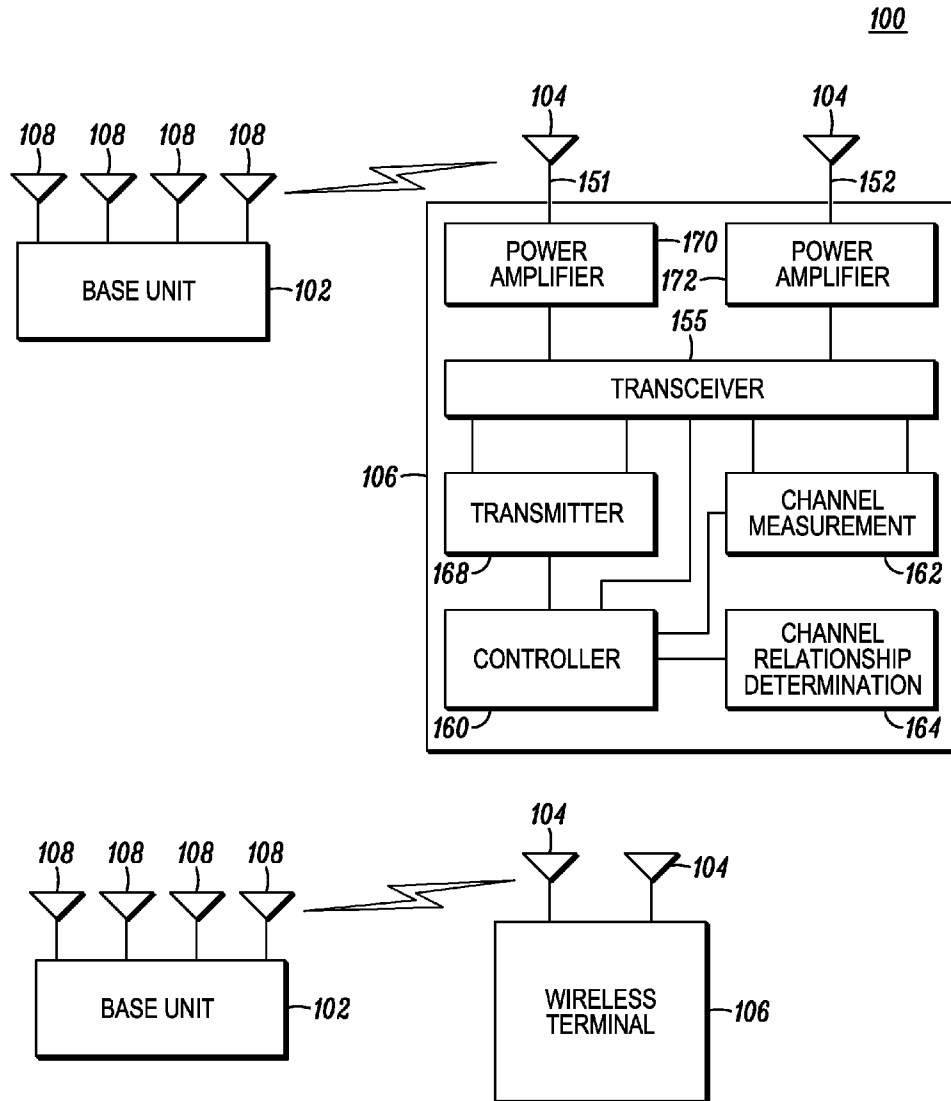 100
104 104
108 108 108 108
151 152
POWER
AMPLIFIER
170
POWER
AMPLIFIER
172
BASE UNIT
102
155
TRANSCEIVER
106
TRANSMITTER
168
CHANNEL
MEASUREMENT
162
CONTROLLER
160
CHANNEL
RELATIONSHIP
DETERMINATION
164
104
104
108 108 108 108
BASE UNIT
102
WIRELESS
TERMINAL
106